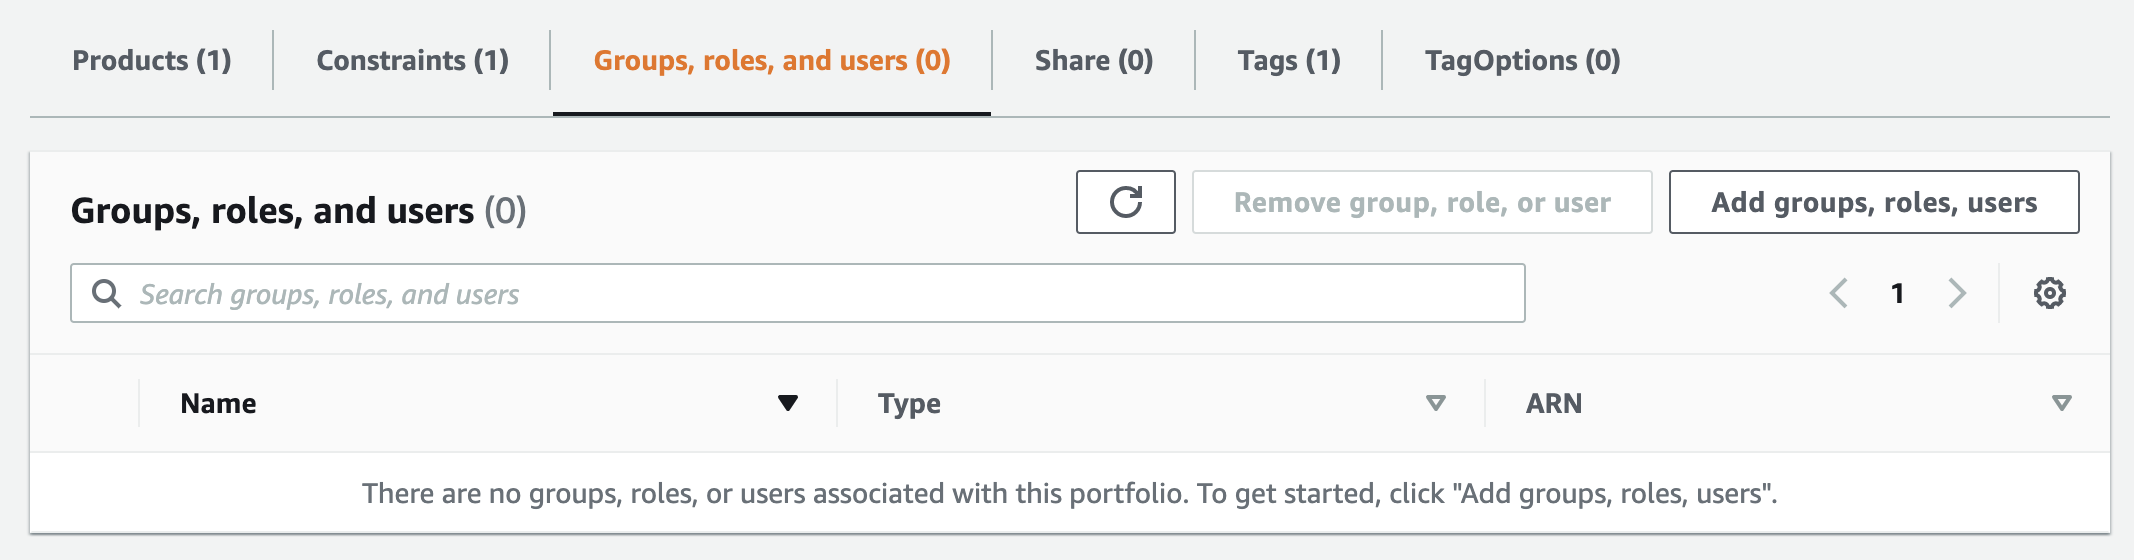 Products (1)
Constraints (1)
Groups, roles, and users (0)
Share (0)
Tags (1)
TagOptions (0)
Groups, roles, and users (0)
Remove group, role, or user
Add groups, roles, users
Search groups, roles, and users
1
Name
Type
ARN
There are no groups, roles, or users associated with this portfolio. To get started, click "Add groups, roles, users".